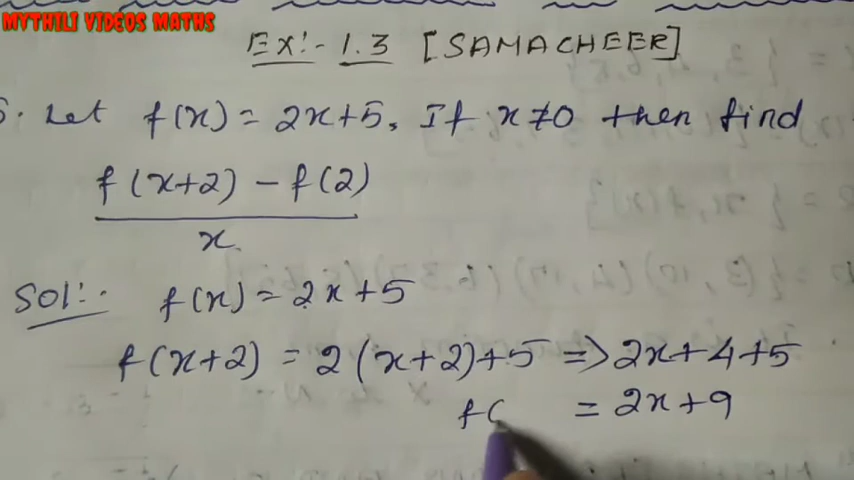 MYTHILI VIDEOS MATHS
EX:- 1.3 [SAMACHEER]
5. Let f(x) = 2x+5. If x≠0 then find
f(x+2) - f(2)
x
Sol:- f(x) = 2x+5
f(x+2) = 2(x+2)+5 => 2x+4+5
f( = 2x+9